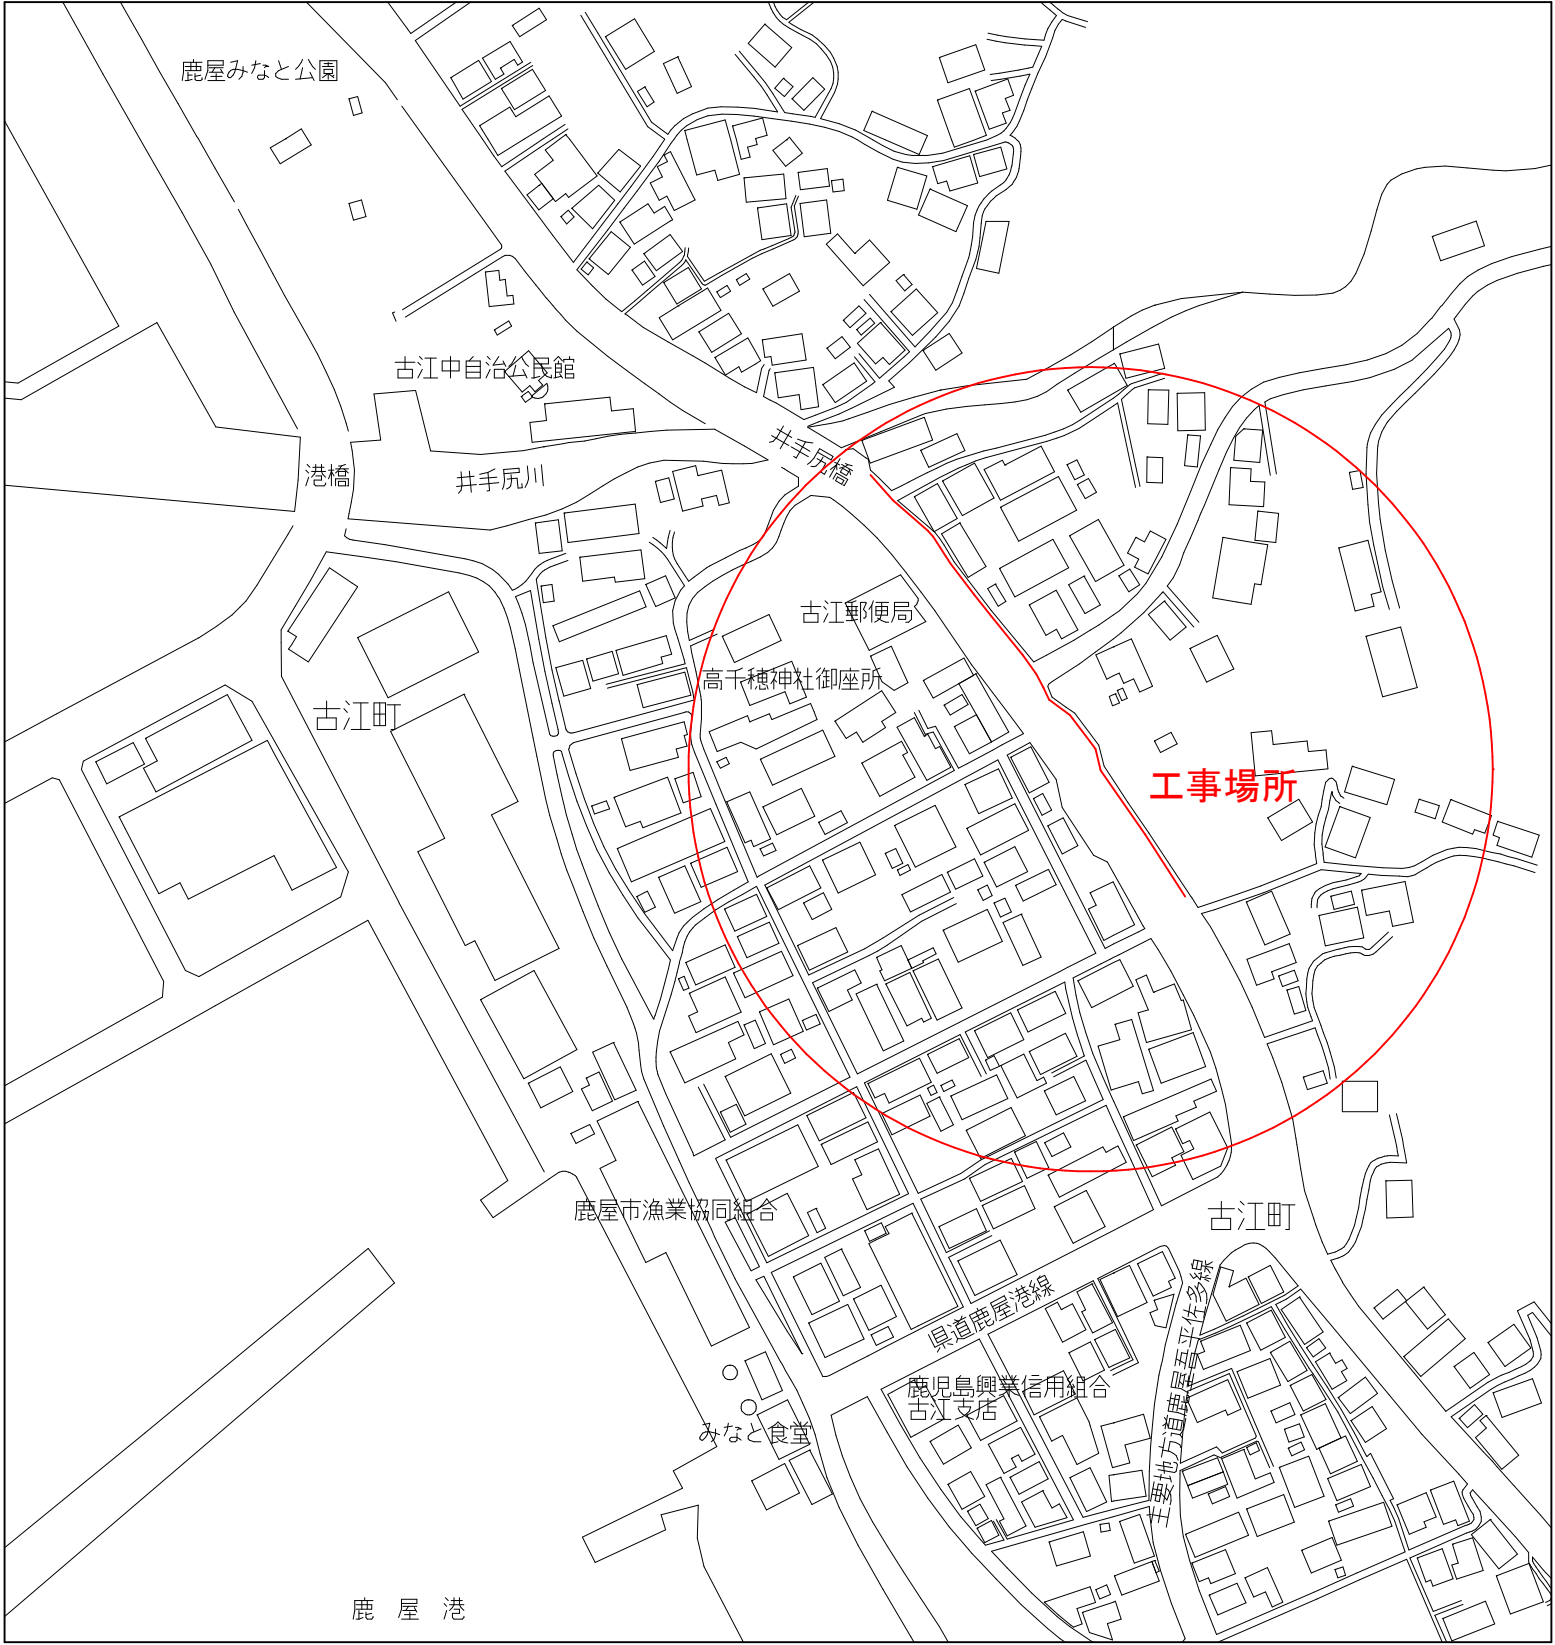 鹿屋みなと公園
古江中自治公民館
井手尻橋
港橋
井手尻川
古江郵便局
高千穂神社御座所
古江町
工事場所
鹿屋市漁業協同組合
古江町
県道鹿屋港線
主要地方道鹿屋吾平佐多線
鹿児島興業信用組合
古江支店
みなと食堂
鹿 屋 港